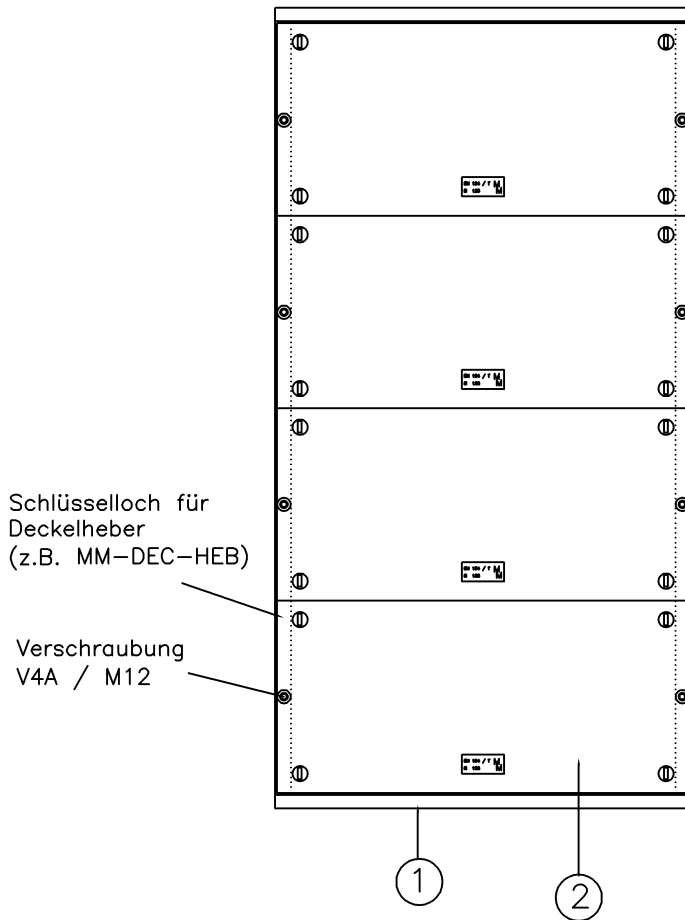 Schlüsselloch für
Deckelheber
(z.B. MM-DEC-HEB)
Verschraubung
V4A / M12
1
2